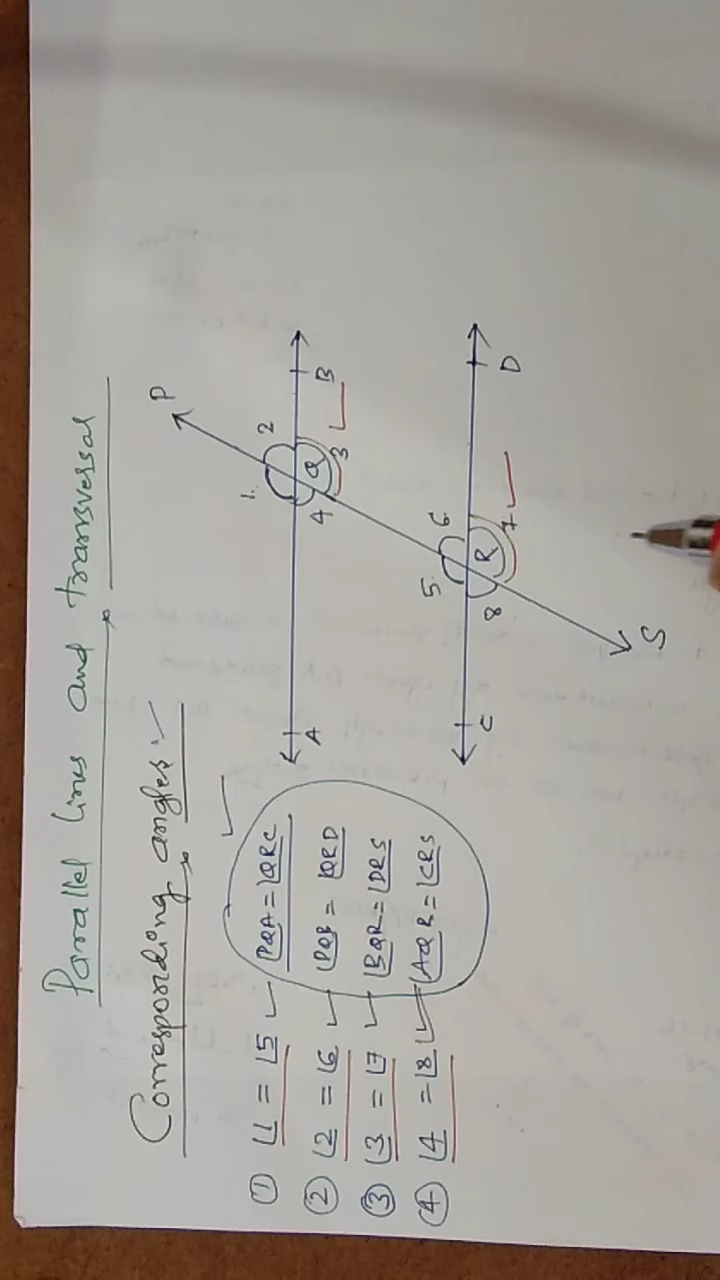 Parallel lines and transversal
Corresponding angles:-
① ∠1 = ∠5 ✓ ∠PQA = ∠QRC
② ∠2 = ∠6 ✓ ∠PQB = ∠QRD
③ ∠3 = ∠7 ✓ ∠BQR = ∠DRS
④ ∠4 = ∠8 ✓ ∠AQR = ∠CRS
P
1 2
A Q B
4 3
5 6
C R D
8 7
S